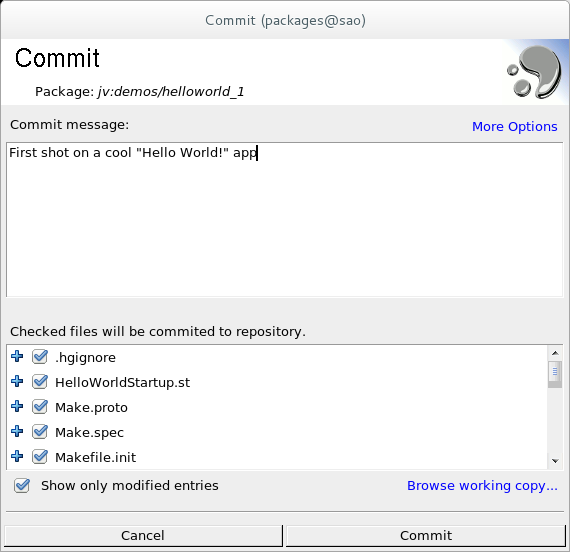 Commit (packages@sao)
Commit
Package: jv:demos/helloworld_1
Commit message:
More Options
First shot on a cool "Hello World!" app
Checked files will be commited to repository.
.hgignore
HelloWorldStartup.st
Make.proto
Make.spec
Makefile.init
Show only modified entries
Browse working copy...
Cancel
Commit